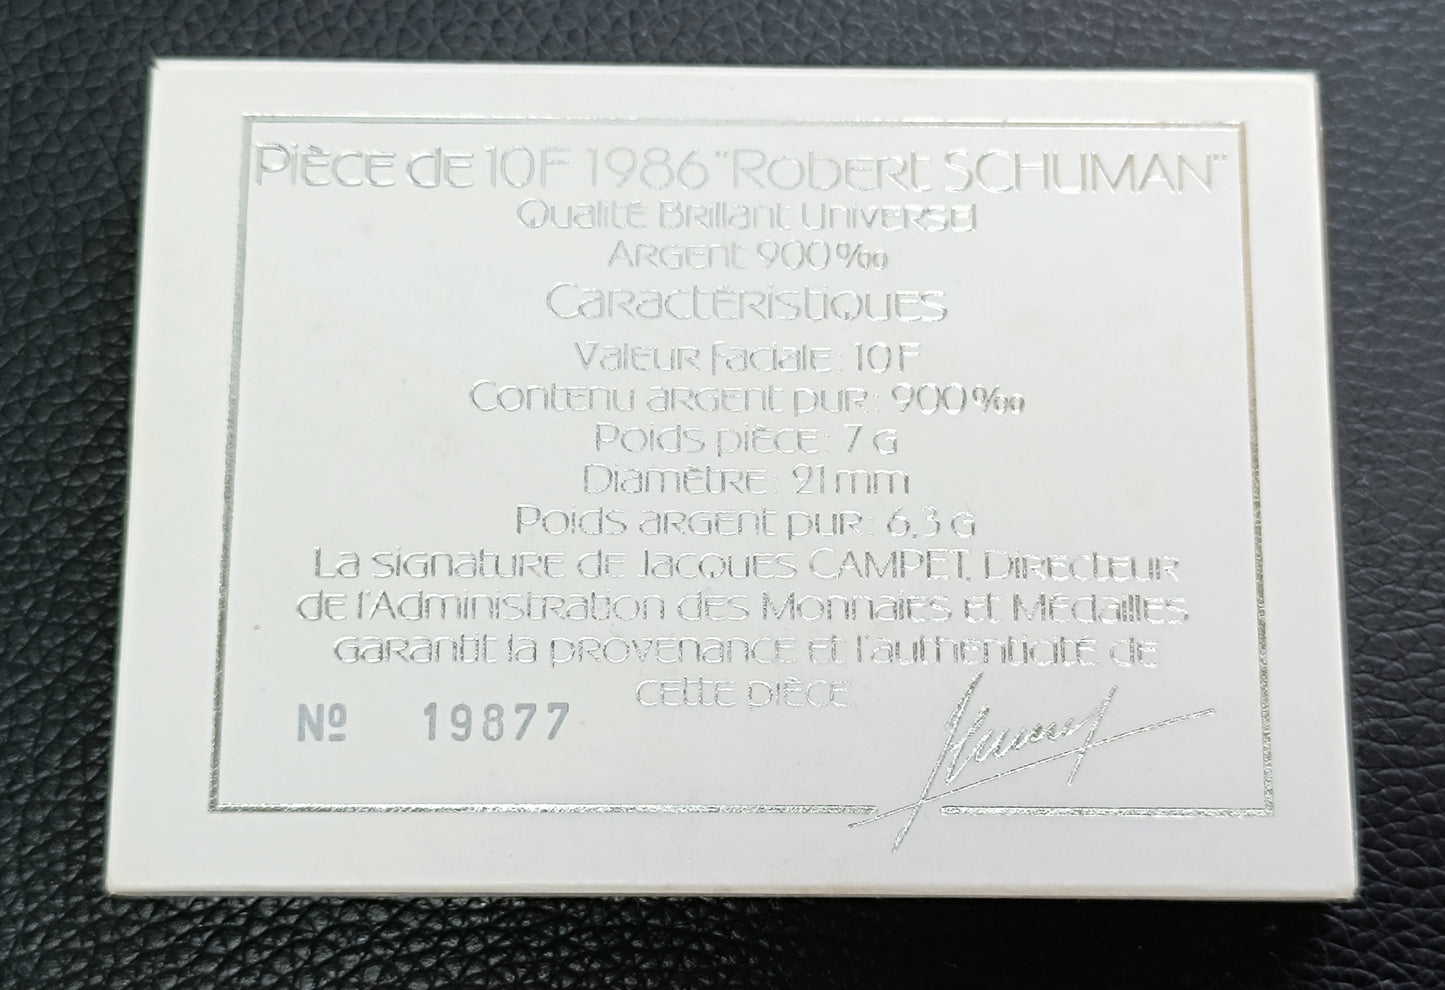 Pièce de 10F 1986 "Robert SCHUMAN"
Qualité Brillant Universel
Argent 900‰
Caractéristiques
Valeur faciale: 10F
Contenu argent pur: 900‰
Poids pièce: 7 g
Diamètre: 21mm
Poids argent pur: 6,3 g
La signature de Jacques CAMPET, Directeur
de l'Administration des Monnaies et Médailles
garantit la provenance et l'authenticité de
cette pièce.
Nº 19877